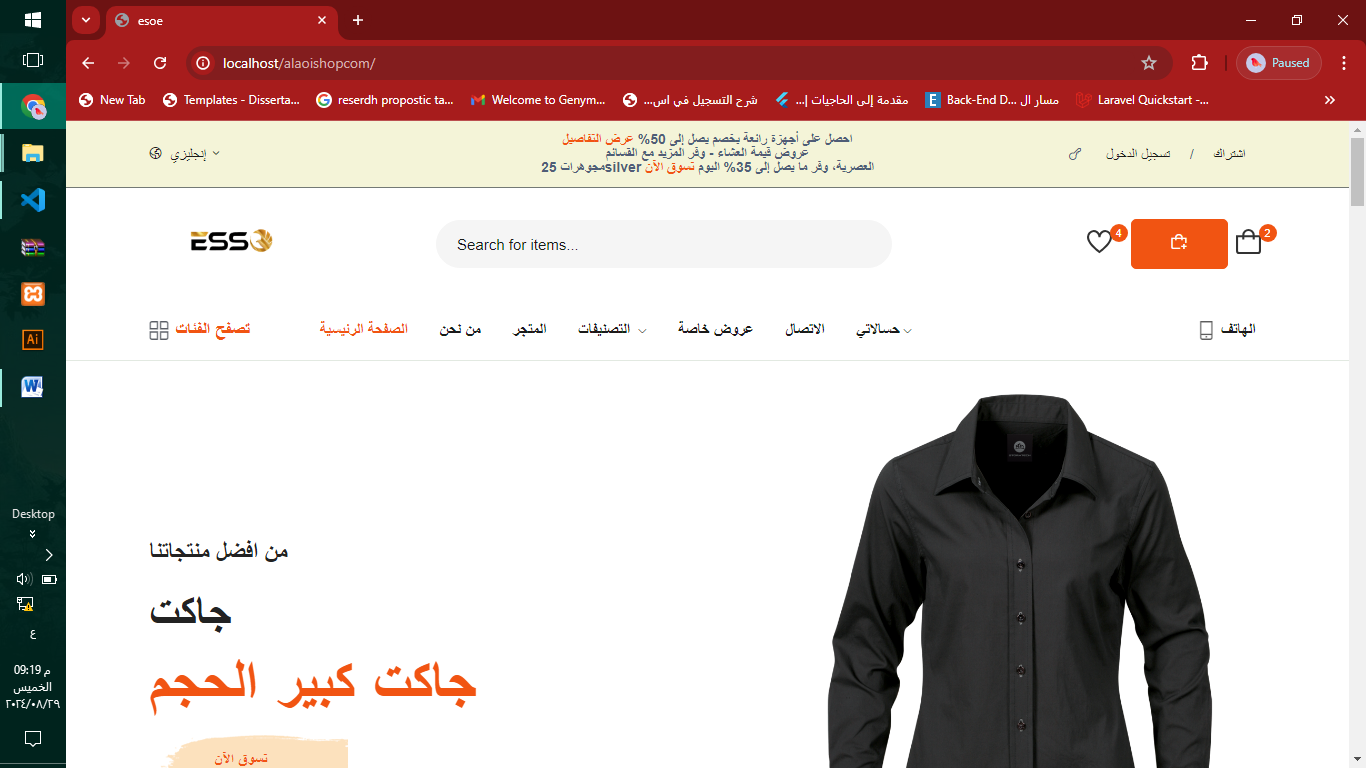 esoe
localhost/alaoishopcom/
Paused
New Tab
Templates - Disserta...
reserdh propostic ta...
Welcome to Genym...
شرح التسجيل في اس...
مقدمة إلى الحاجيات |...
Back-End D... مسار ال
Laravel Quickstart -...
احصل على أجهزة رائعة بخصم يصل إلى 50% عرض التفاصيل
عروض قيمة العشاء - وفر المزيد مع القسائم
العصرية، وفر ما يصل إلى 35% اليوم تسوق الآن silverمجوهرات 25
إنجليزي
تسجيل الدخول / اشتراك
ESS
Search for items...
4
2
تصفح الفئات
الصفحة الرئيسية
من نحن
المتجر
التصنيفات
عروض خاصة
الاتصال
حسالاتي
الهاتف
من افضل منتجاتنا
جاكت
جاكت كبير الحجم
تسوق الآن
Ai
W
Desktop
ع
09:19 م
الخميس
٢٠٢٤/٠٨/٢٩